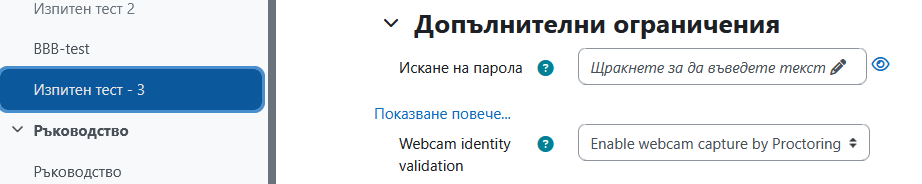 Изпитен тест 2
BBB-test
Изпитен тест - 3
Ръководство
Ръководство
Допълнителни ограничения
Искане на парола ? Щракнете за да въведете текст
Показване повече...
Webcam identity validation ? Enable webcam capture by Proctoring